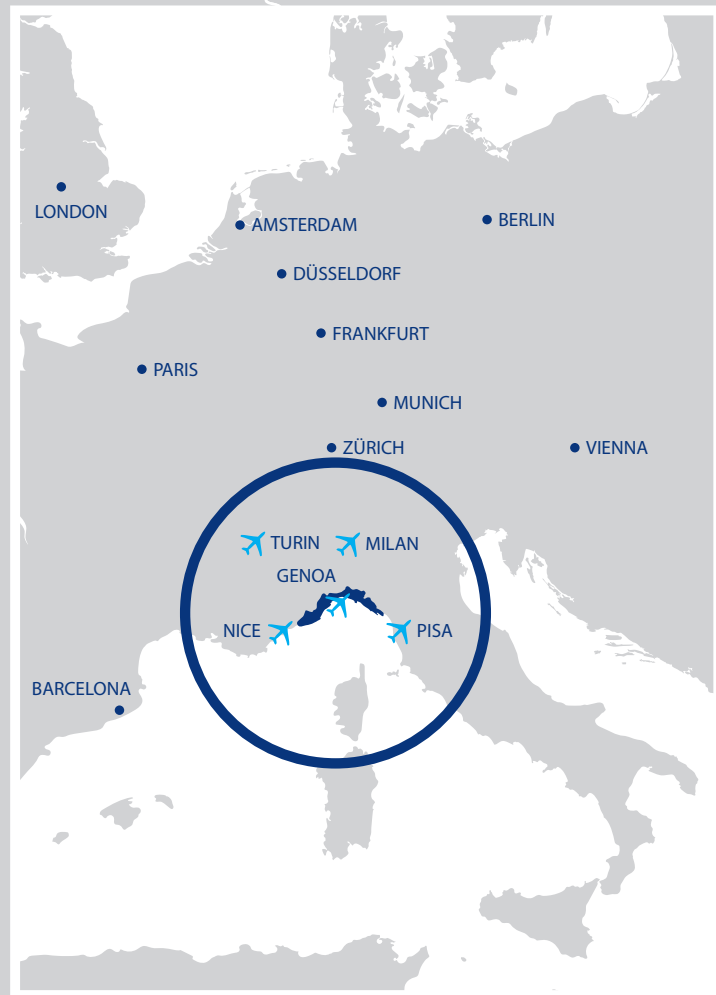 LONDON
AMSTERDAM
BERLIN
DÜSSELDORF
FRANKFURT
PARIS
MUNICH
ZÜRICH
VIENNA
TURIN
MILAN
GENOA
NICE
PISA
BARCELONA